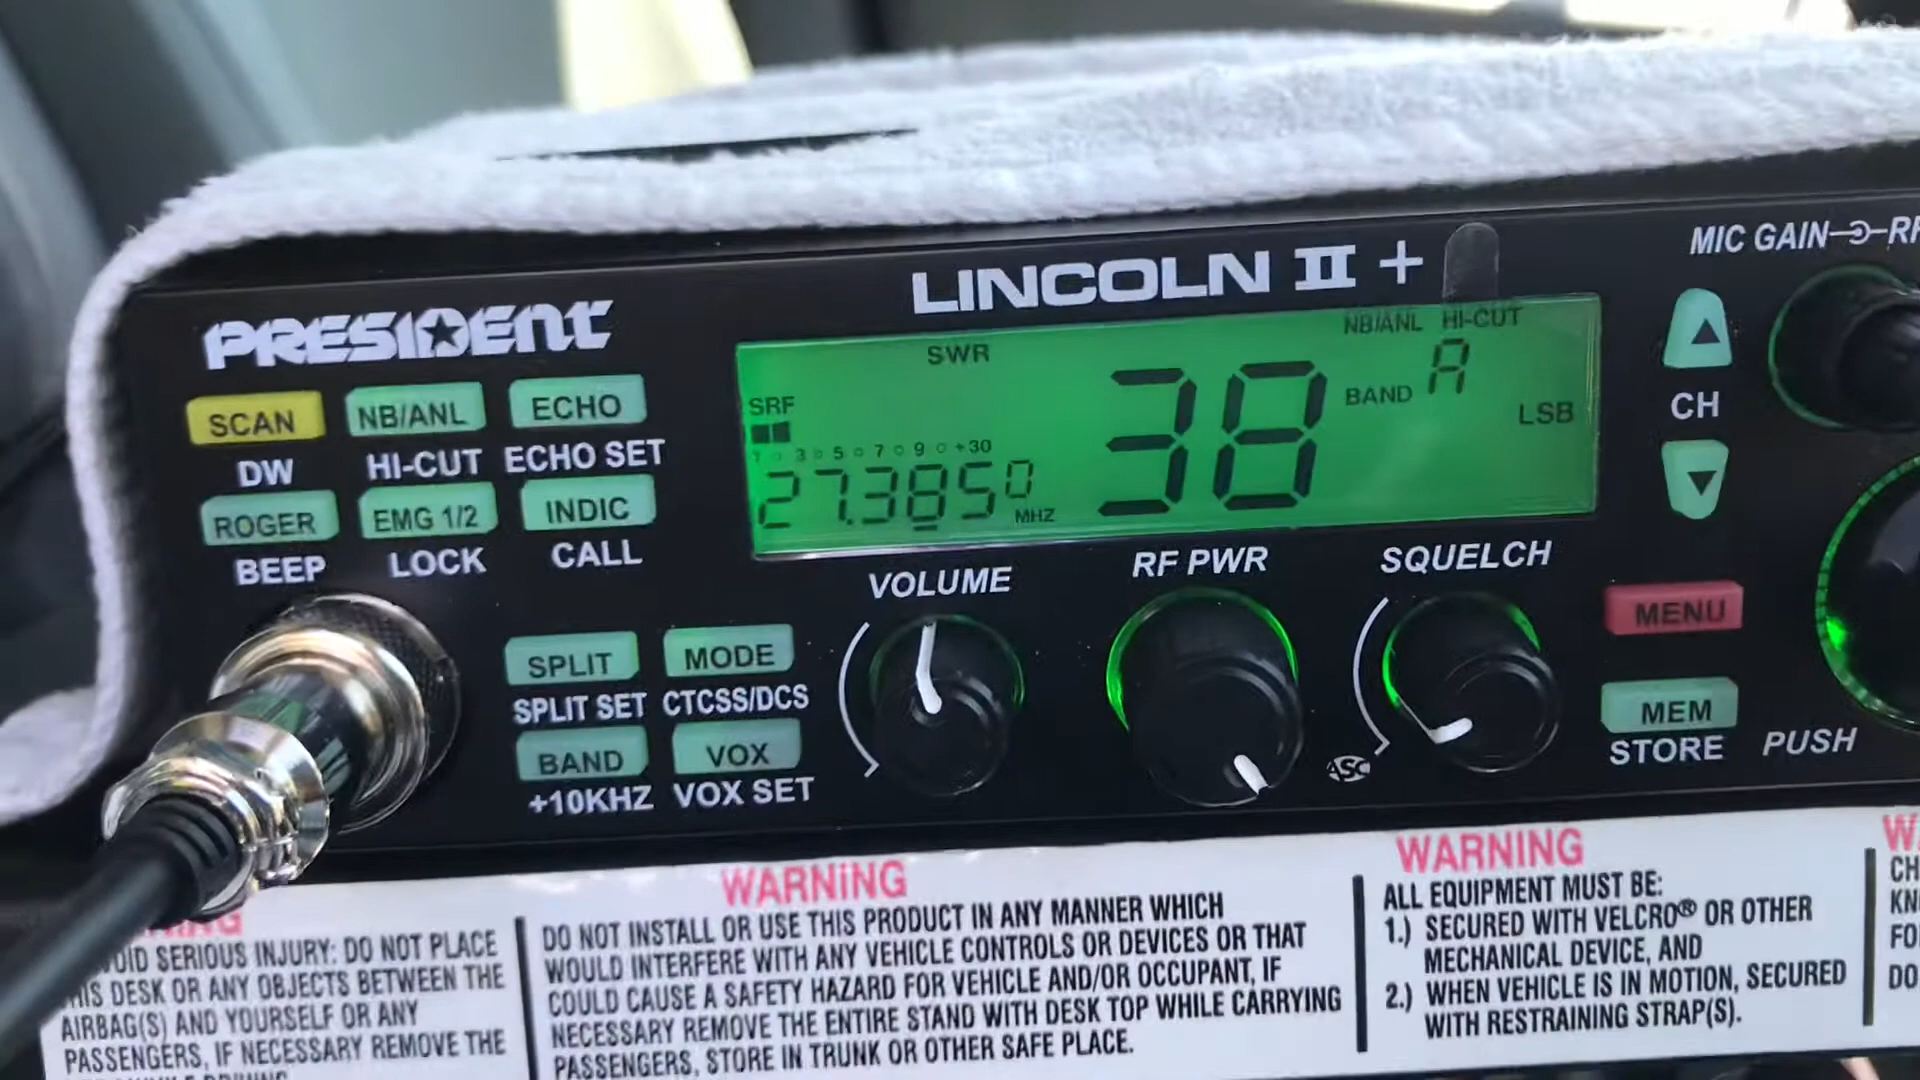 LINCOLN II +
MIC GAIN
PRESIDENT
NB/ANL HI-CUT
SWR
A
BAND
SRF
38
LSB
1 3 5 7 9 +30
27.3850
MHZ
CH
SCAN NB/ANL ECHO
DW HI-CUT ECHO SET
ROGER EMG 1/2 INDIC
BEEP LOCK CALL
VOLUME RF PWR SQUELCH
MENU
SPLIT MODE
SPLIT SET CTCSS/DCS
MEM
STORE PUSH
BAND VOX
+10KHZ VOX SET
ASC
SERIOUS INJURY: DO NOT PLACE
DESK OR ANY OBJECTS BETWEEN THE
AIRBAG(S) AND YOURSELF OR ANY
PASSENGERS, IF NECESSARY REMOVE THE
WARNING
DO NOT INSTALL OR USE THIS PRODUCT IN ANY MANNER WHICH
WOULD INTERFERE WITH ANY VEHICLE CONTROLS OR DEVICES OR THAT
COULD CAUSE A SAFETY HAZARD FOR VEHICLE AND/OR OCCUPANT, IF
NECESSARY REMOVE THE ENTIRE STAND WITH DESK TOP WHILE CARRYING
PASSENGERS, STORE IN TRUNK OR OTHER SAFE PLACE.
WARNING
ALL EQUIPMENT MUST BE:
1.) SECURED WITH VELCRO® OR OTHER
MECHANICAL DEVICE, AND
2.) WHEN VEHICLE IS IN MOTION, SECURED
WITH RESTRAINING STRAP(S).